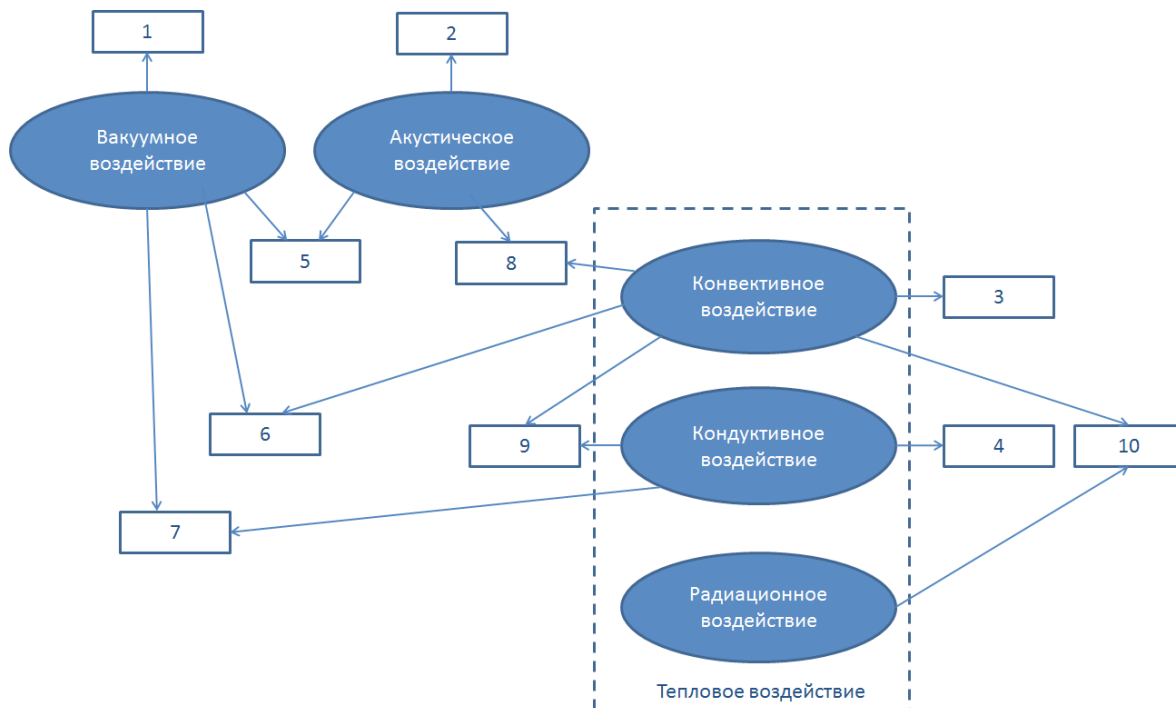 1
2
Вакуумное
воздействие
Акустическое
воздействие
5
8
Конвективное
воздействие
3
6
9
Кондуктивное
воздействие
4
10
7
Радиационное
воздействие
Тепловое воздействие